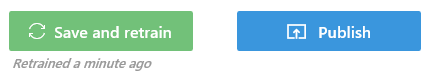 Save and retrain
Publish
Retrained a minute ago